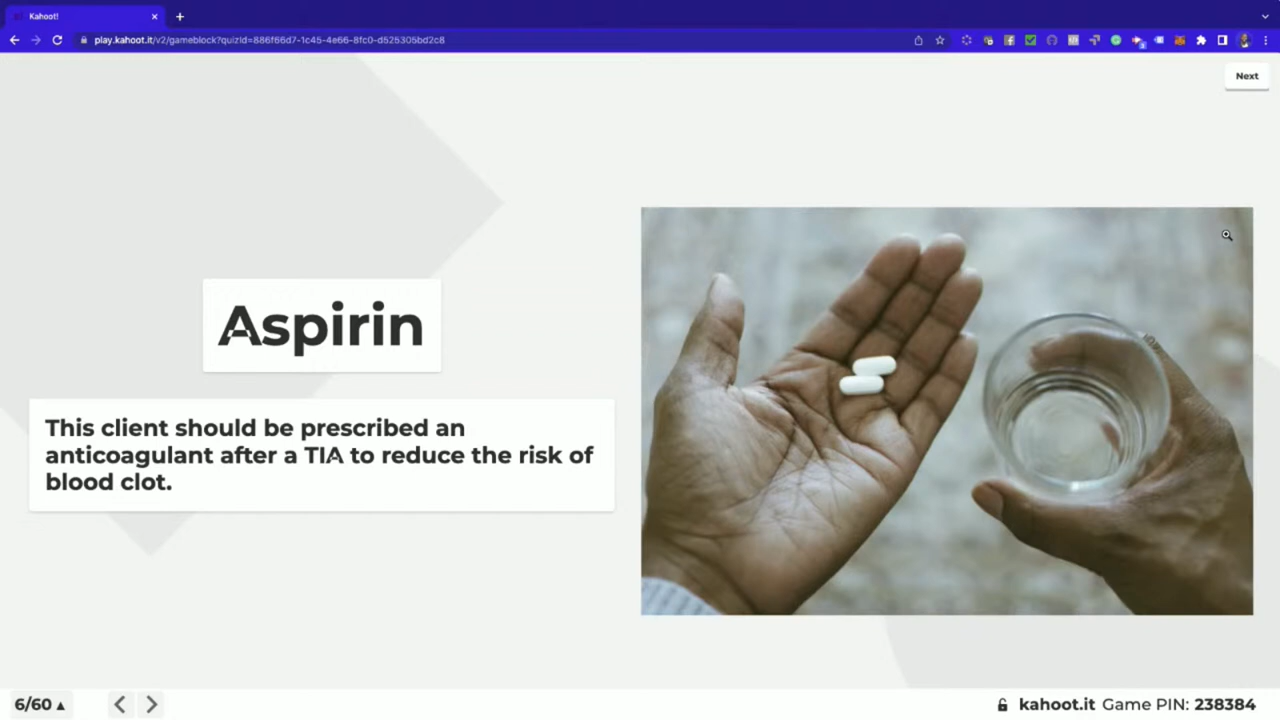 Kahoot!
play.kahoot.it/v2/gameblock?quizId=886f66d7-1c45-4e66-8fc0-d525305bd2c8
Next
Aspirin
This client should be prescribed an
anticoagulant after a TIA to reduce the risk of
blood clot.
6/60
kahoot.it Game PIN: 238384